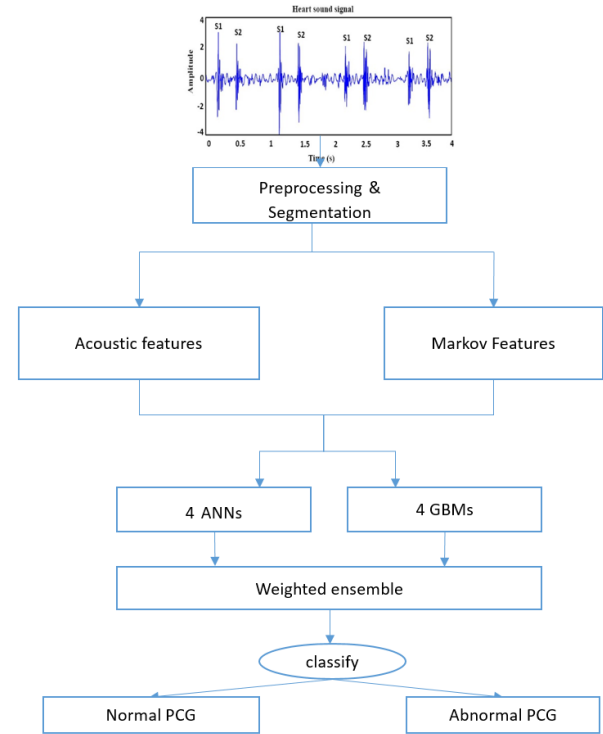 Heart sound signal
S1 S2 S1 S2 S1 S2 S1 S2
4
2
0
-2
-4
Amplitude
0 0.5 1 1.5 2 2.5 3 3.5 4
Time (s)
Preprocessing &
Segmentation
Acoustic features
Markov Features
4 ANNs
4 GBMs
Weighted ensemble
classify
Normal PCG
Abnormal PCG